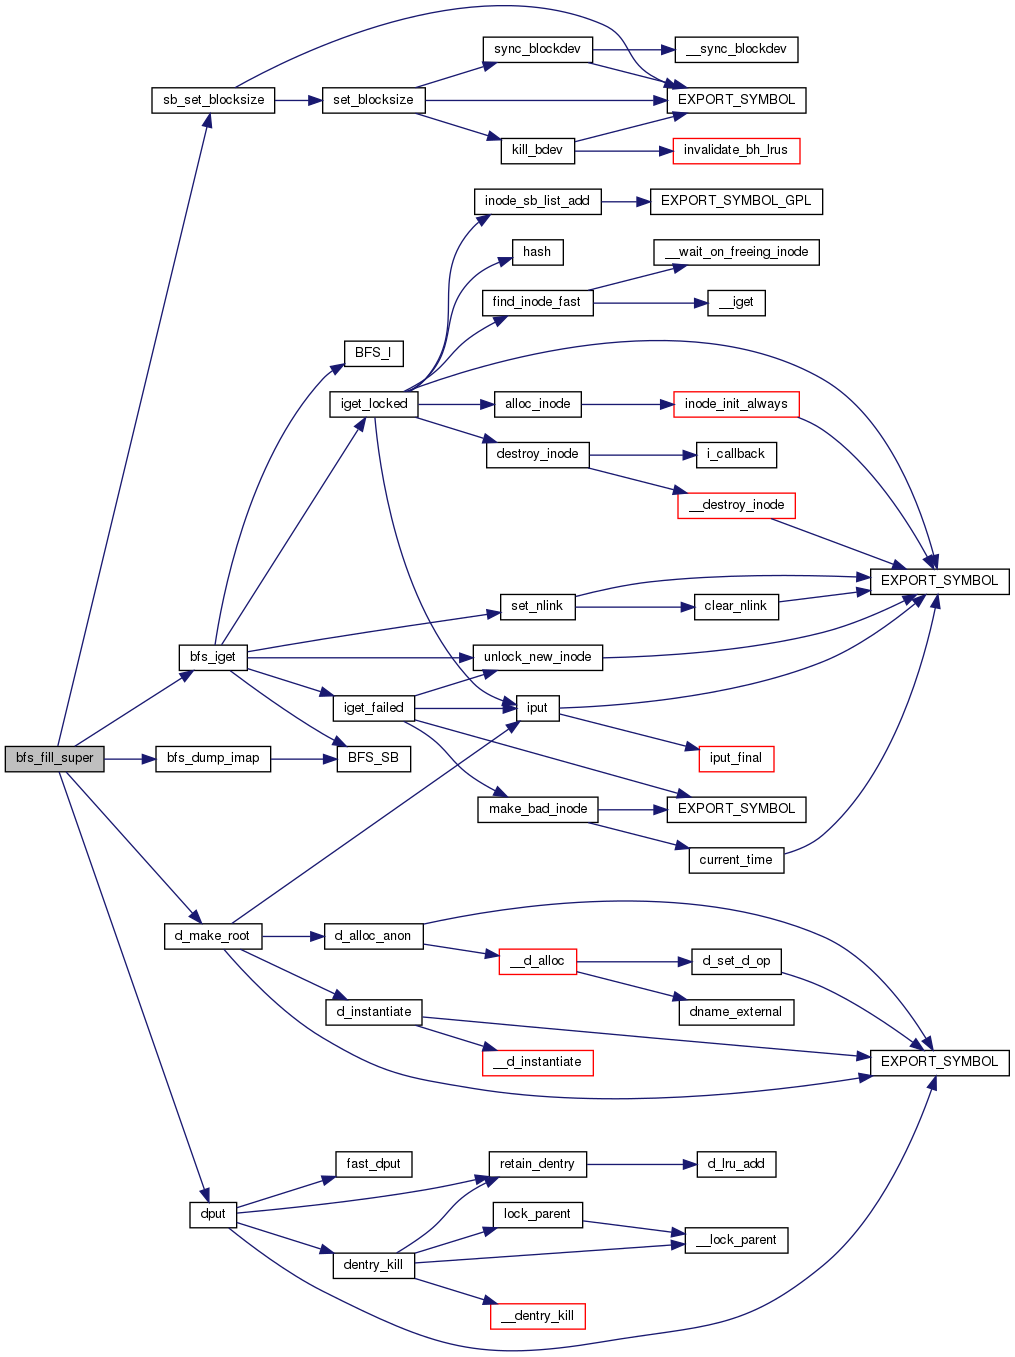 sync_blockdev
__sync_blockdev
sb_set_blocksize
set_blocksize
EXPORT_SYMBOL
kill_bdev
invalidate_bh_lrus
inode_sb_list_add
EXPORT_SYMBOL_GPL
hash
__wait_on_freeing_inode
find_inode_fast
__iget
BFS_I
iget_locked
alloc_inode
inode_init_always
destroy_inode
i_callback
__destroy_inode
EXPORT_SYMBOL
set_nlink
clear_nlink
bfs_iget
unlock_new_inode
iget_failed
iput
bfs_fill_super
bfs_dump_imap
BFS_SB
iput_final
make_bad_inode
EXPORT_SYMBOL
current_time
d_make_root
d_alloc_anon
__d_alloc
d_set_d_op
d_instantiate
dname_external
__d_instantiate
EXPORT_SYMBOL
fast_dput
retain_dentry
d_lru_add
dput
lock_parent
__lock_parent
dentry_kill
__dentry_kill